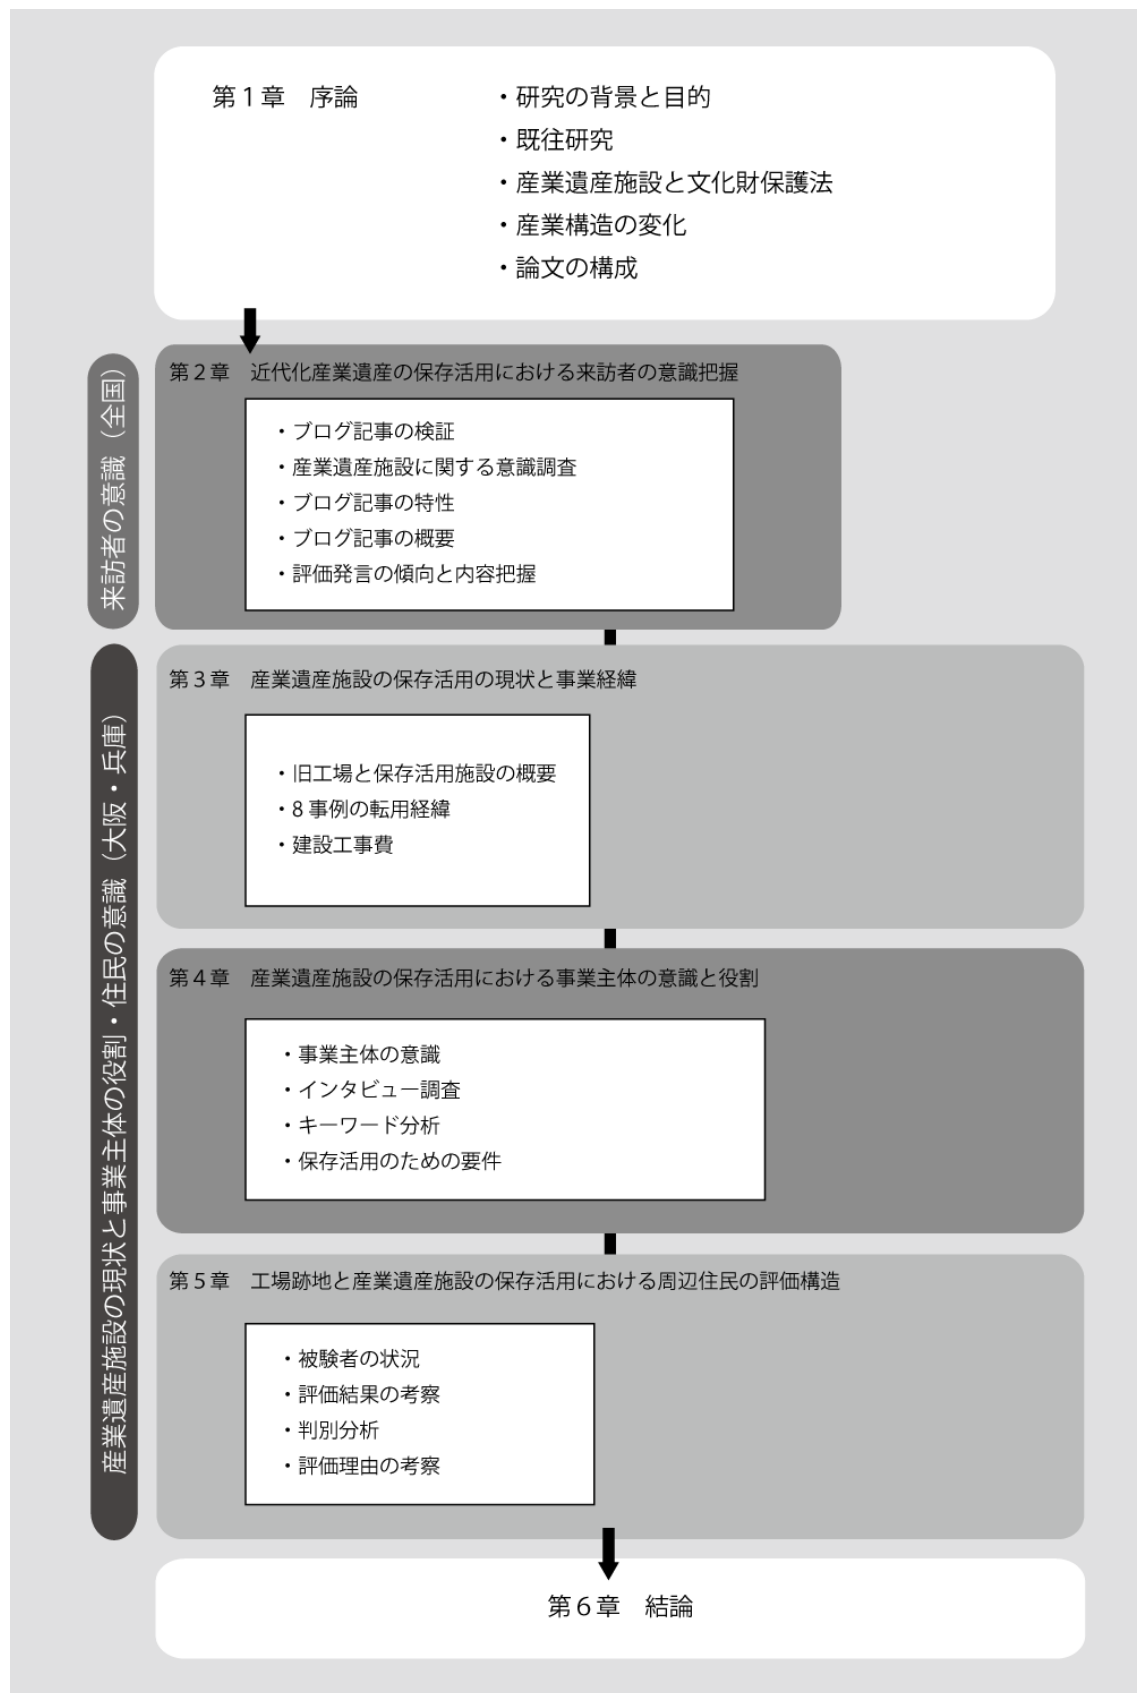 第1章　序論
・研究の背景と目的
・既往研究
・産業遺産施設と文化財保護法
・産業構造の変化
・論文の構成
来訪者の意識（全国）
第2章　近代化産業遺産の保存活用における来訪者の意識把握
・ブログ記事の検証
・産業遺産施設に関する意識調査
・ブログ記事の特性
・ブログ記事の概要
・評価発言の傾向と内容把握
産業遺産施設の現状と事業主体の役割・住民の意識（大阪・兵庫）
第3章　産業遺産施設の保存活用の現状と事業経緯
・旧工場と保存活用施設の概要
・8事例の転用経緯
・建設工事費
第4章　産業遺産施設の保存活用における事業主体の意識と役割
・事業主体の意識
・インタビュー調査
・キーワード分析
・保存活用のための要件
第5章　工場跡地と産業遺産施設の保存活用における周辺住民の評価構造
・被験者の状況
・評価結果の考察
・判別分析
・評価理由の考察
第6章　結論